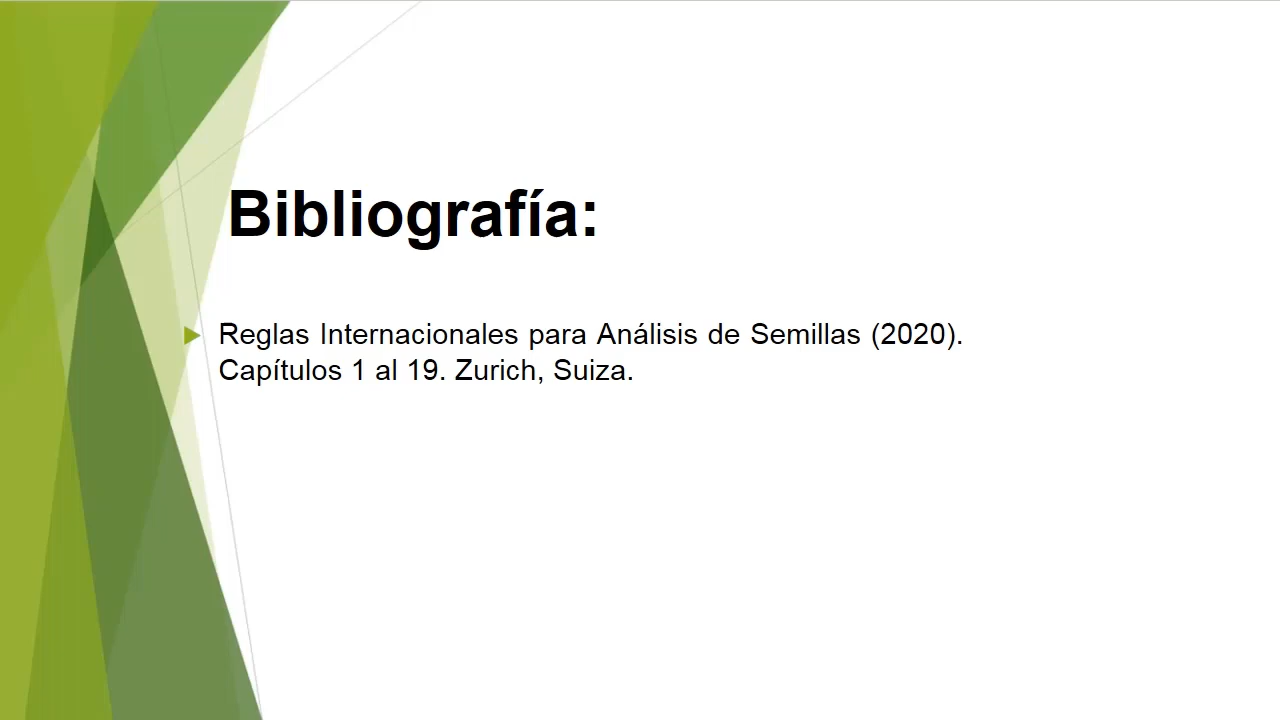 Bibliografía:
Reglas Internacionales para Análisis de Semillas (2020).
Capítulos 1 al 19. Zurich, Suiza.